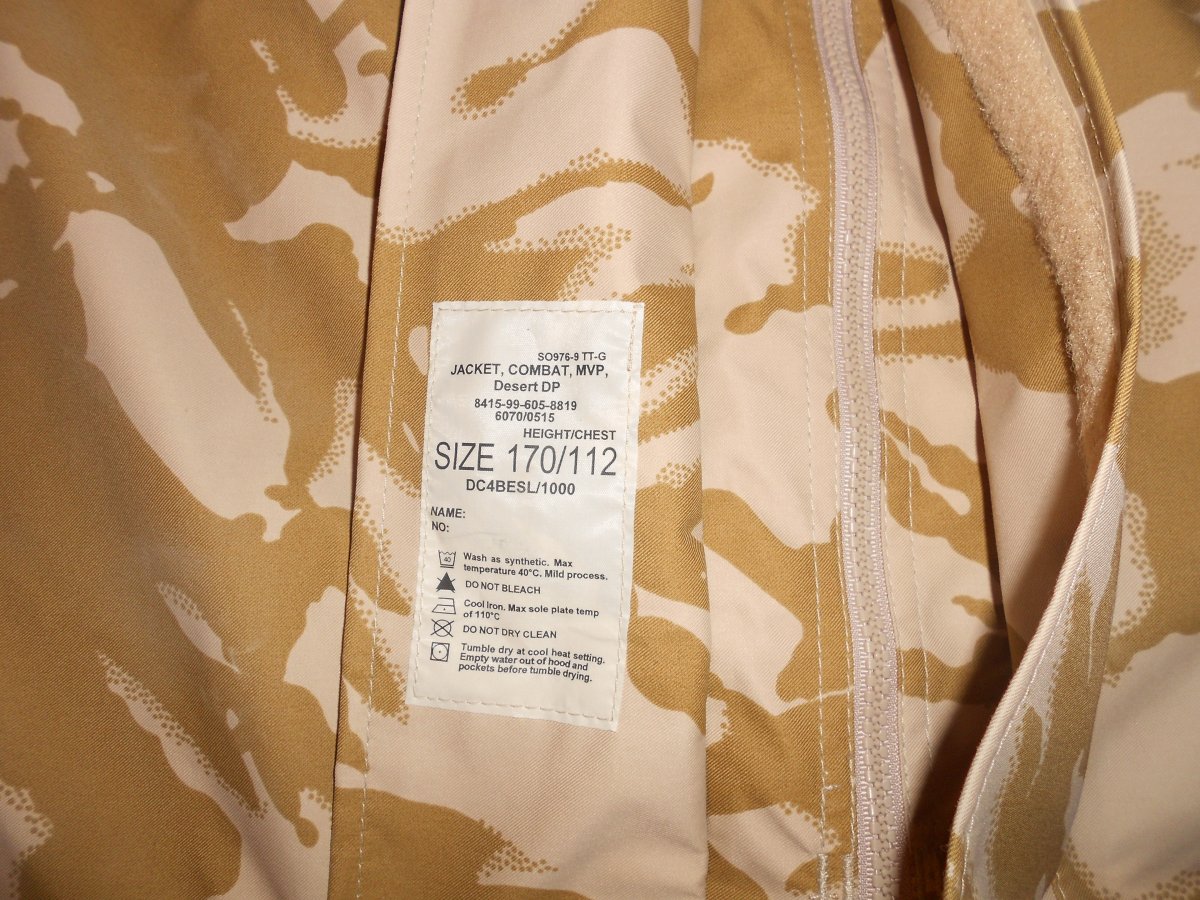 SO976-9 TT-G
JACKET, COMBAT, MVP,
Desert DP
8415-99-605-8819
6070/0515
HEIGHT/CHEST
SIZE 170/112
DC4BESL/1000
NAME:
NO:
40
Wash as synthetic. Max
temperature 40°C. Mild process.
DO NOT BLEACH
Cool Iron. Max sole plate temp
of 110°C
DO NOT DRY CLEAN
Tumble dry at cool heat setting.
Empty water out of hood and
pockets before tumble drying.